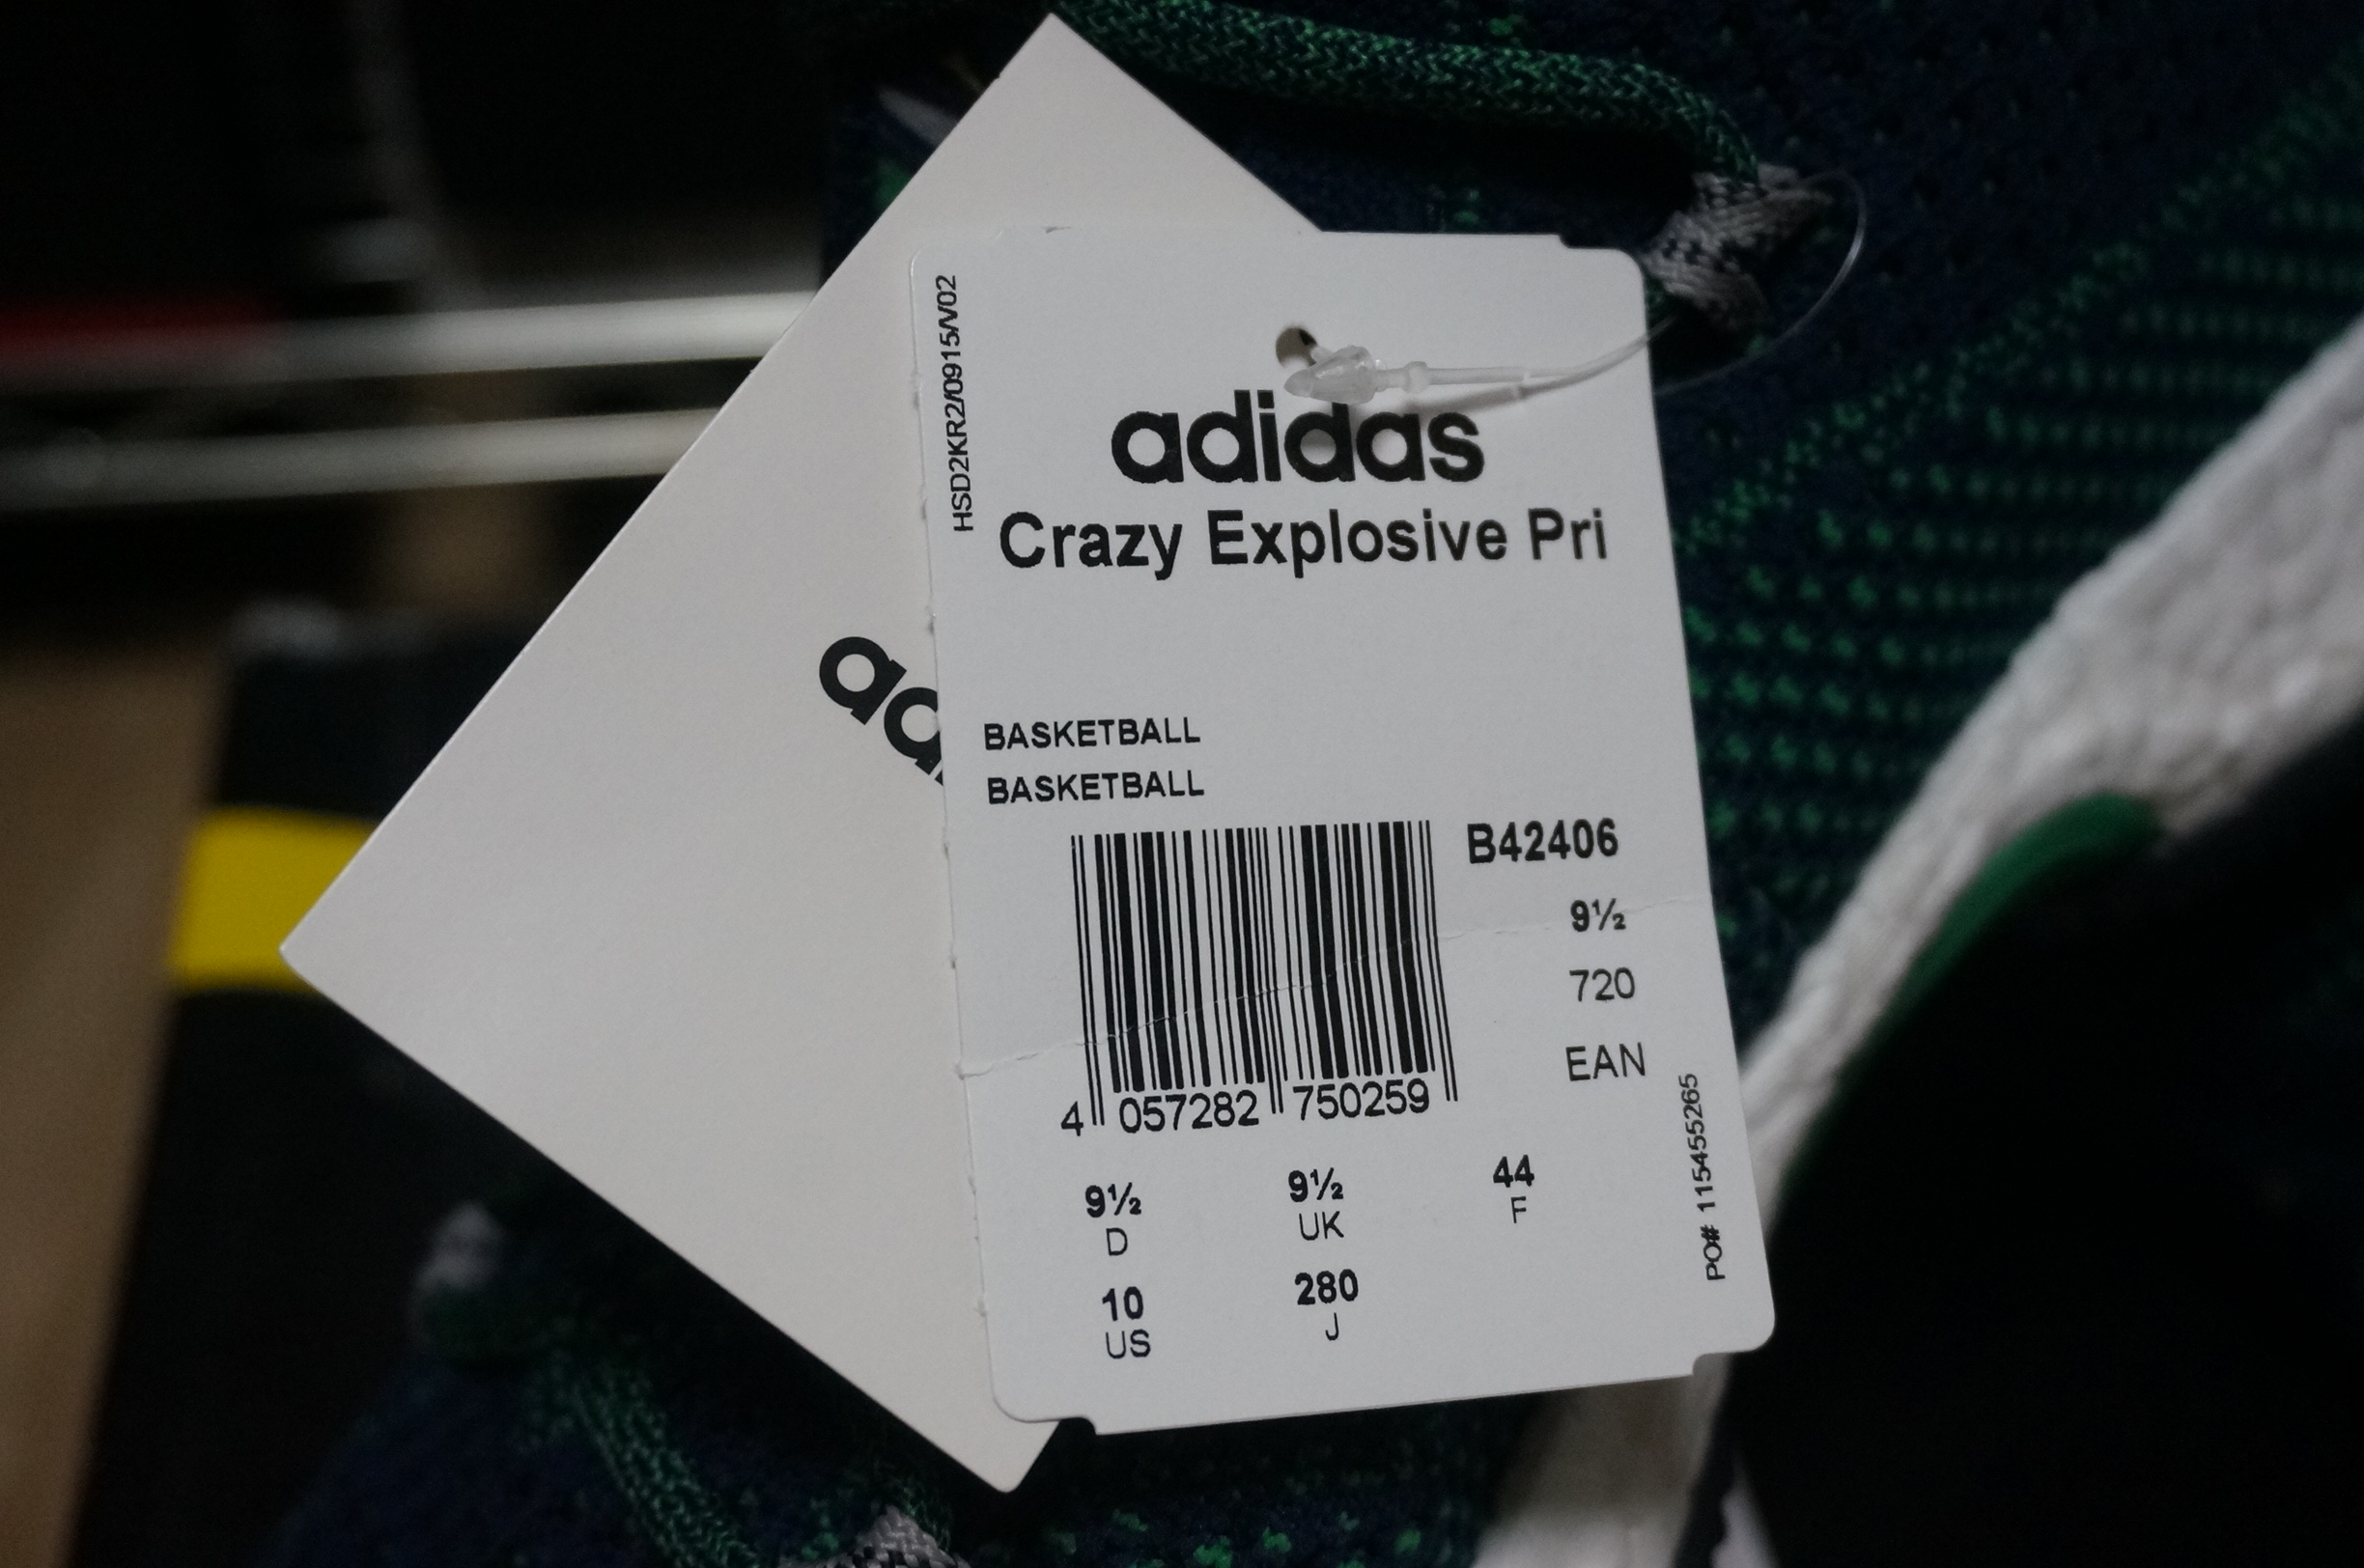 HSD2KR2/0915/V02
adidas
Crazy Explosive Pri
BASKETBALL
BASKETBALL
B42406
9½
720
EAN
4 057282 750259
9½ 9½ 44
D UK F
10 280
US J
PO# 1154555265
ad